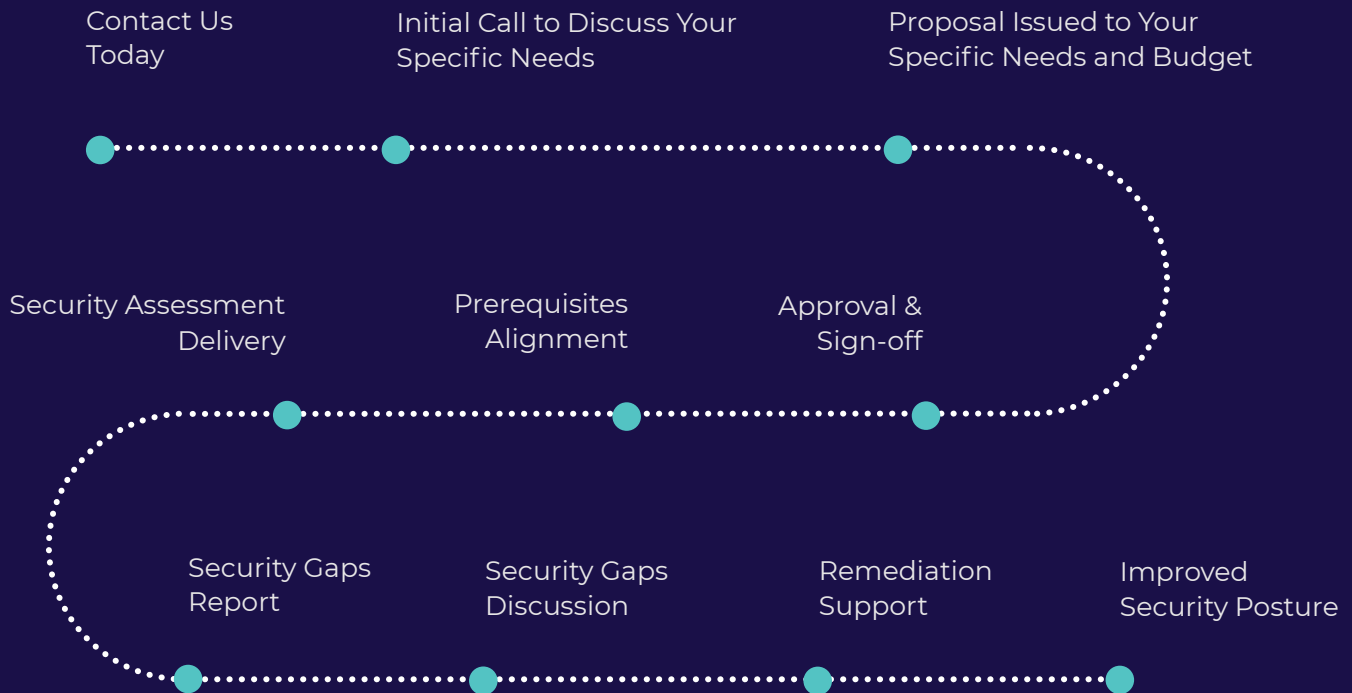 Contact Us
Today
Initial Call to Discuss Your
Specific Needs
Proposal Issued to Your
Specific Needs and Budget
Security Assessment
Delivery
Prerequisites
Alignment
Approval &
Sign-off
Security Gaps
Report
Security Gaps
Discussion
Remediation
Support
Improved
Security Posture